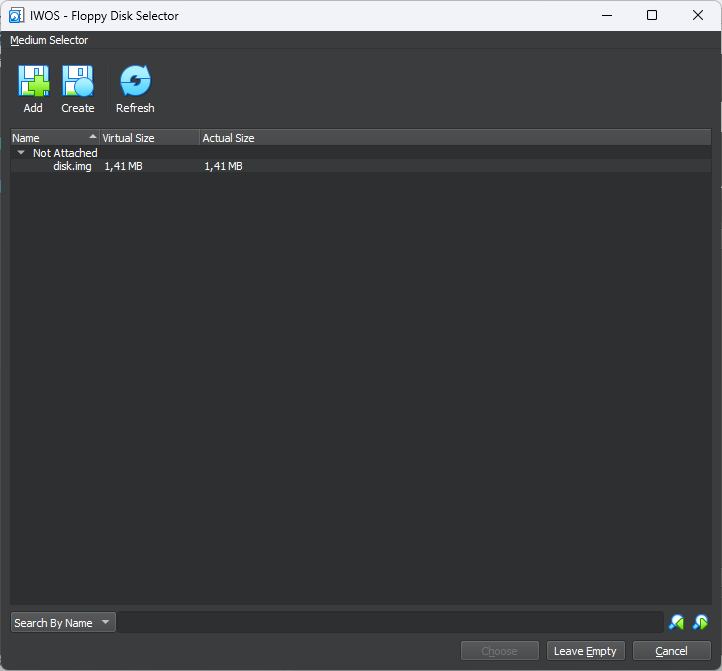 IWOS - Floppy Disk Selector
Medium Selector
Add Create Refresh
Name Virtual Size Actual Size
Not Attached
disk.img 1,41 MB 1,41 MB
Search By Name
Choose Leave Empty Cancel